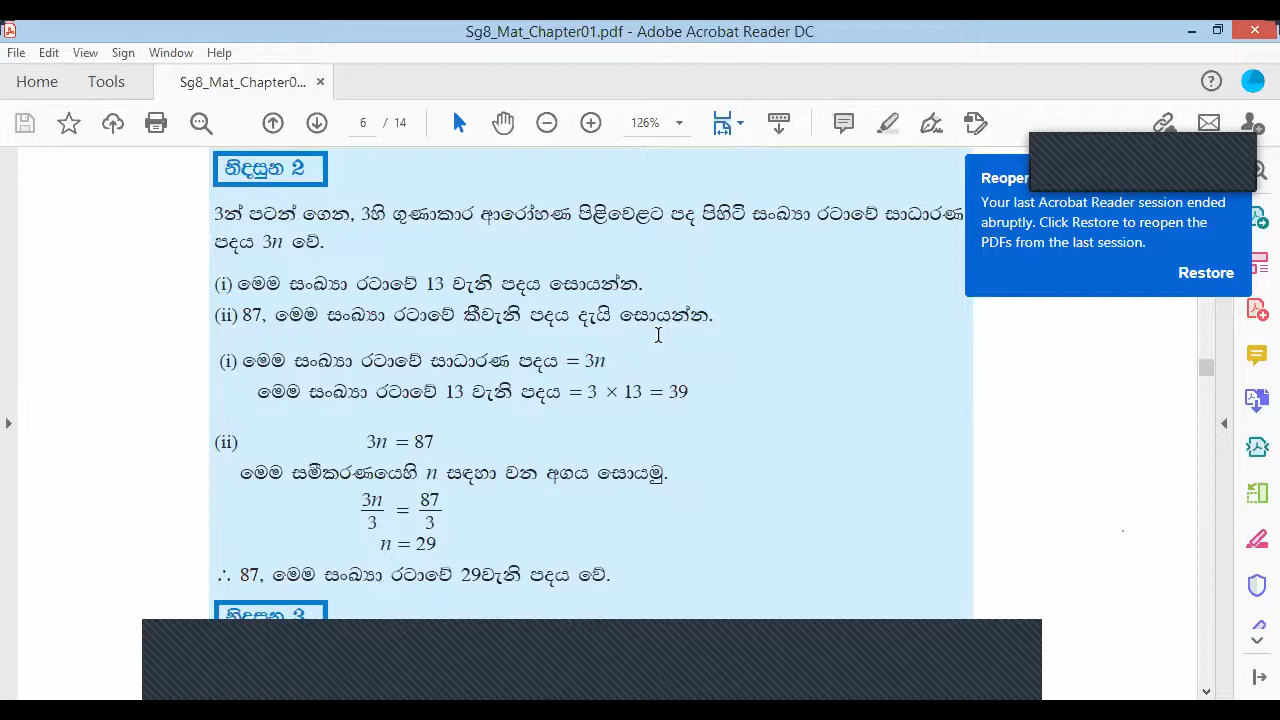 Sg8_Mat_Chapter01.pdf - Adobe Acrobat Reader DC
File Edit View Sign Window Help
Home Tools Sg8_Mat_Chapter0... ×
6 / 14 126%
නිදසුන 2
3න් පටන් ගෙන, 3හි ගුණාකාර ආරෝහණ පිළිවෙළට පද පිහිටි සංඛ්‍යා රටාවේ සාධාරණ
පදය 3n වේ.
(i) මෙම සංඛ්‍යා රටාවේ 13 වැනි පදය සොයන්න.
(ii) 87, මෙම සංඛ්‍යා රටාවේ කීවැනි පදය දැයි සොයන්න.
(i) මෙම සංඛ්‍යා රටාවේ සාධාරණ පදය = 3n
මෙම සංඛ්‍යා රටාවේ 13 වැනි පදය = 3 × 13 = 39
(ii) 3n = 87
මෙම සමීකරණයෙහි n සඳහා වන අගය සොයමු.
3n/3 = 87/3
n = 29
∴ 87, මෙම සංඛ්‍යා රටාවේ 29වැනි පදය වේ.
නිදසුන 3
Reopen
Your last Acrobat Reader session ended
abruptly. Click Restore to reopen the
PDFs from the last session.
Restore